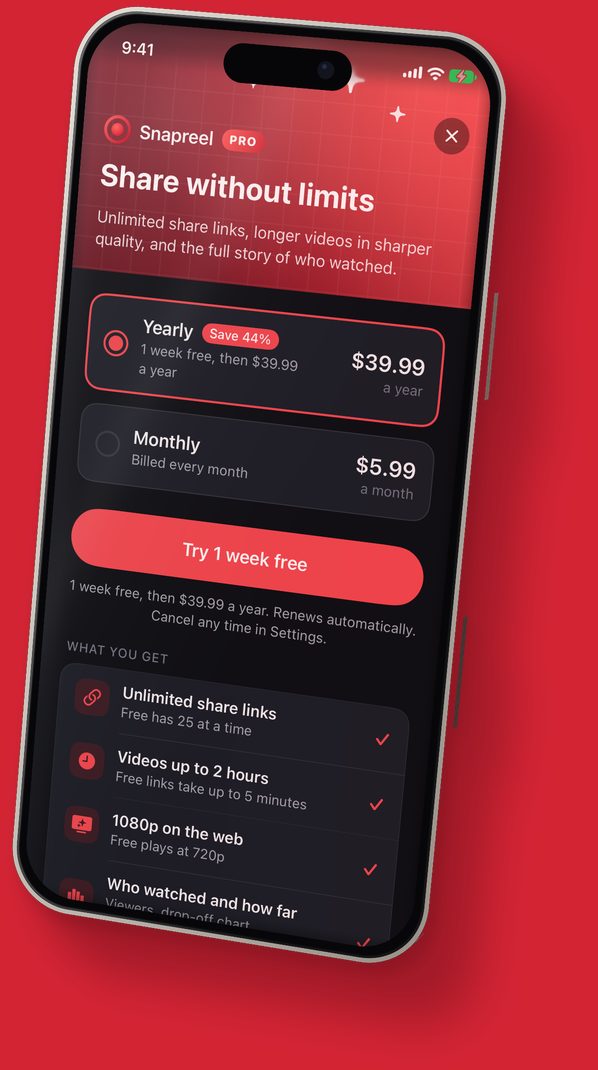 9:41
Snapreel PRO
Share without limits
Unlimited share links, longer videos in sharper
quality, and the full story of who watched.
Yearly Save 44%
1 week free, then $39.99
a year
$39.99
a year
Monthly
Billed every month
$5.99
a month
Try 1 week free
1 week free, then $39.99 a year. Renews automatically.
Cancel any time in Settings.
WHAT YOU GET
Unlimited share links
Free has 25 at a time
Videos up to 2 hours
Free links take up to 5 minutes
1080p on the web
Free plays at 720p
Who watched and how far
Viewers, drop-off chart